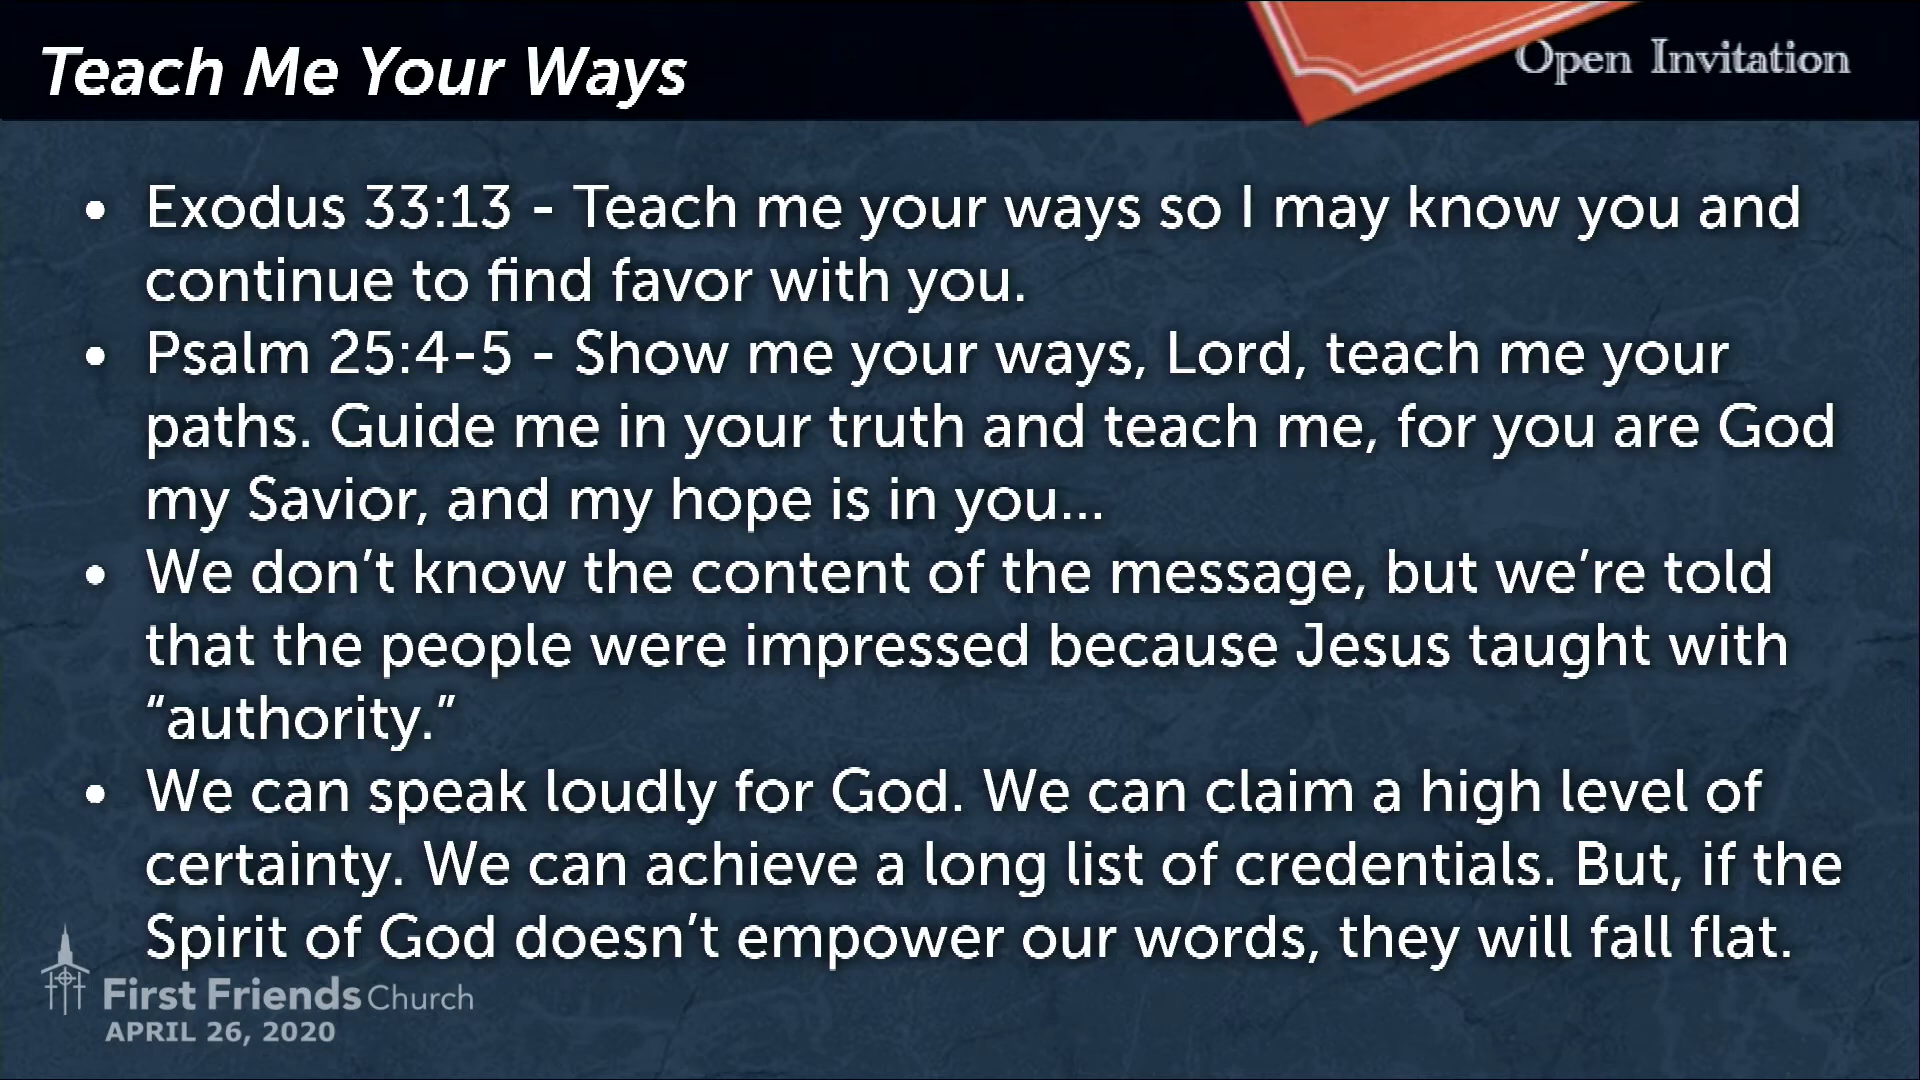 Teach Me Your Ways
Open Invitation
• Exodus 33:13 - Teach me your ways so I may know you and
continue to find favor with you.
• Psalm 25:4-5 - Show me your ways, Lord, teach me your
paths. Guide me in your truth and teach me, for you are God
my Savior, and my hope is in you...
• We don’t know the content of the message, but we’re told
that the people were impressed because Jesus taught with
“authority.”
• We can speak loudly for God. We can claim a high level of
certainty. We can achieve a long list of credentials. But, if the
Spirit of God doesn’t empower our words, they will fall flat.
First Friends Church
APRIL 26, 2020